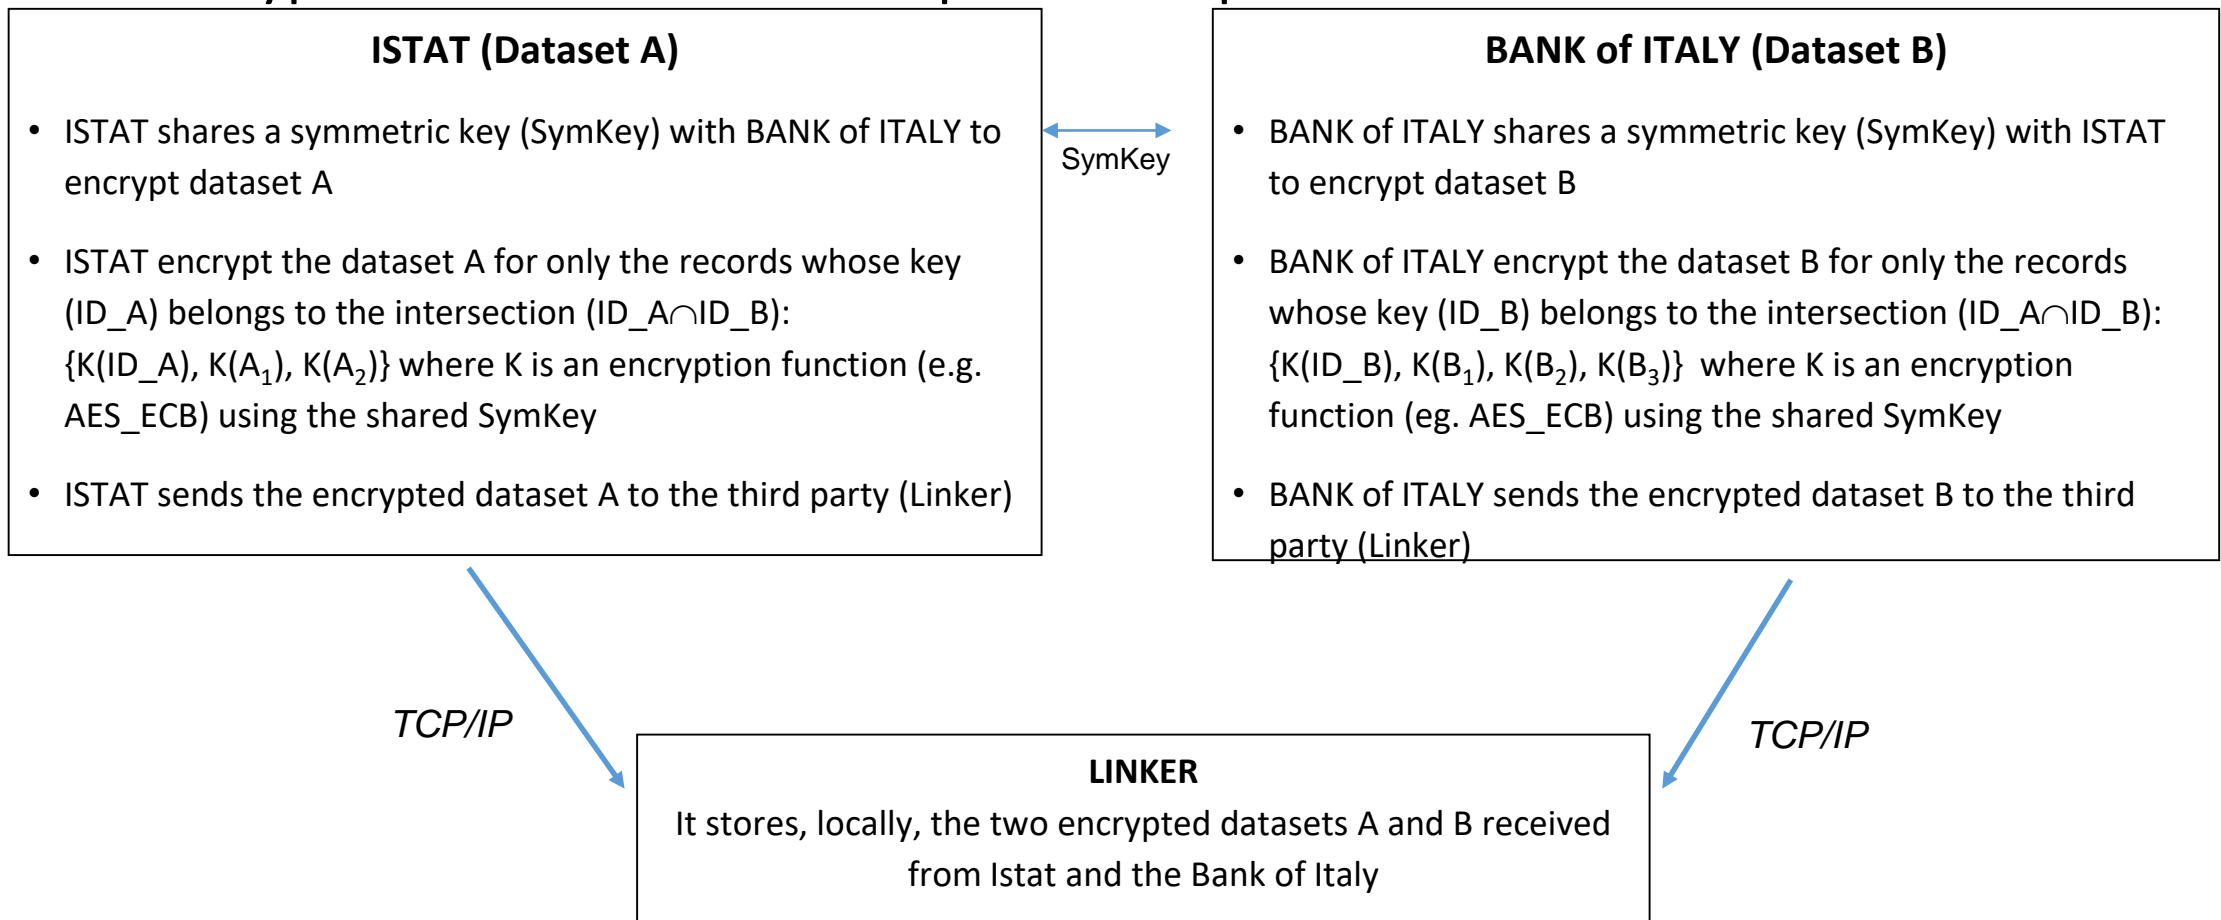 ISTAT (Dataset A)
• ISTAT shares a symmetric key (SymKey) with BANK of ITALY to
encrypt dataset A
• ISTAT encrypt the dataset A for only the records whose key
(ID_A) belongs to the intersection (ID_A∩ID_B):
{K(ID_A), K(A₁), K(A₂)} where K is an encryption function (e.g.
AES_ECB) using the shared SymKey
• ISTAT sends the encrypted dataset A to the third party (Linker)
SymKey
BANK of ITALY (Dataset B)
• BANK of ITALY shares a symmetric key (SymKey) with ISTAT
to encrypt dataset B
• BANK of ITALY encrypt the dataset B for only the records
whose key (ID_B) belongs to the intersection (ID_A∩ID_B):
{K(ID_B), K(B₁), K(B₂), K(B₃)} where K is an encryption
function (eg. AES_ECB) using the shared SymKey
• BANK of ITALY sends the encrypted dataset B to the third
party (Linker)
TCP/IP
TCP/IP
LINKER
It stores, locally, the two encrypted datasets A and B received
from Istat and the Bank of Italy